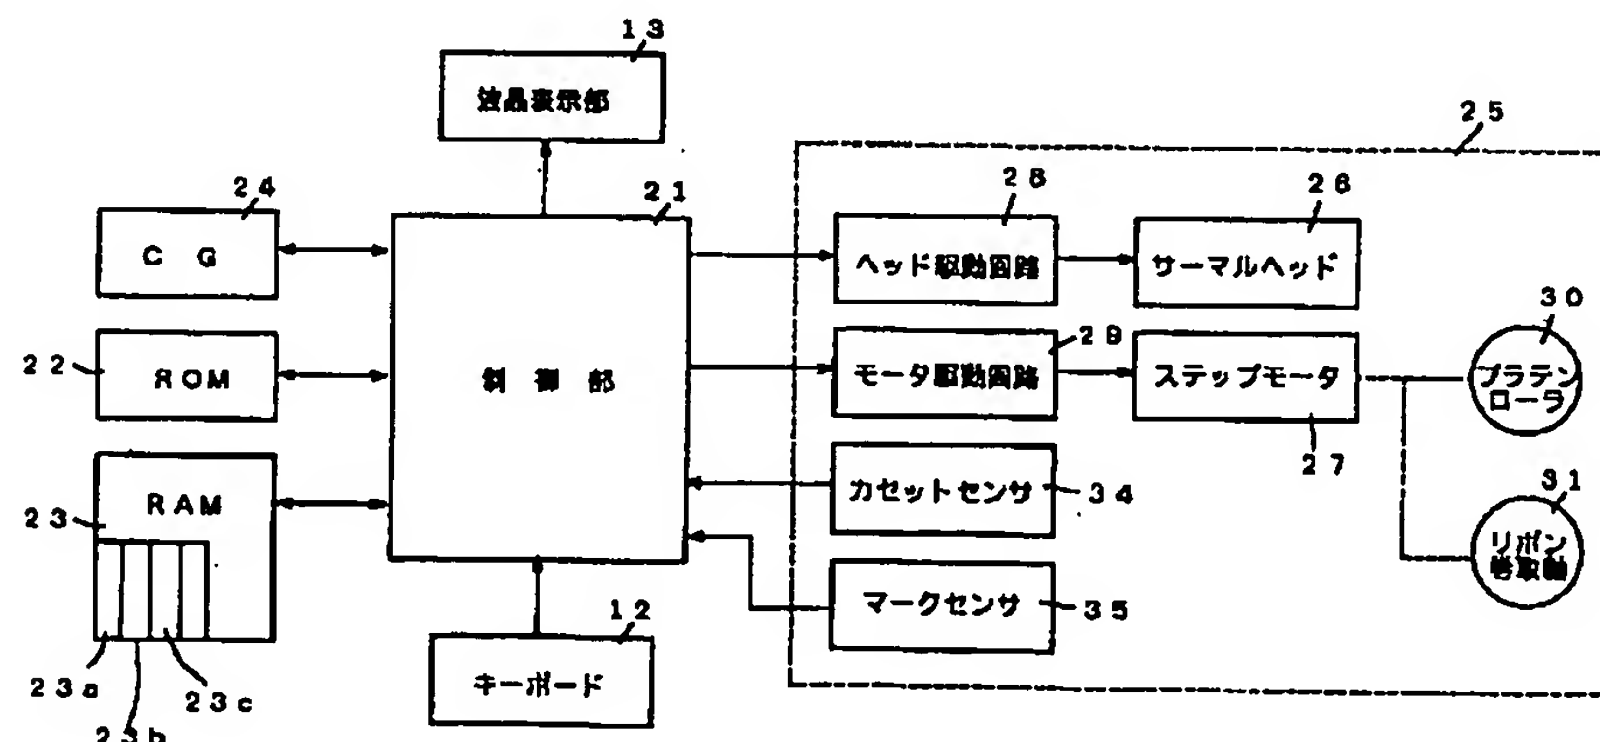 13
液晶表示部
25
24
21
28
26
C G
ヘッド駆動回路
サーマルヘッド
30
22
ROM
制 御 部
29
モータ駆動回路
ステップモータ
プラテン
ローラ
27
23
RAM
カセットセンサ
34
31
リボン
巻取軸
12
マークセンサ
35
23a
23c
キーボード
23b